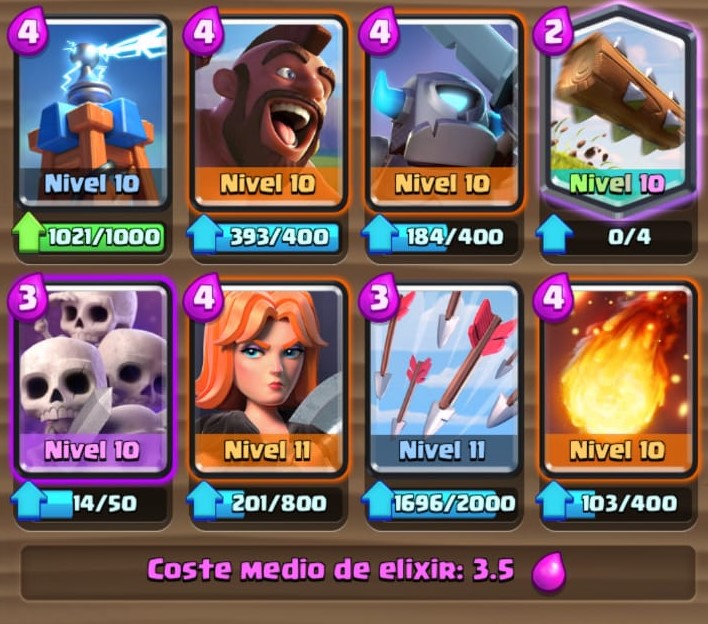 4 4 4 2
Nivel 10 Nivel 10 Nivel 10 Nivel 10
1021/1000 393/400 184/400 0/4
3 4 3 4
Nivel 10 Nivel 11 Nivel 11 Nivel 10
14/50 201/800 1696/2000 103/400
Coste medio de elixir: 3.5